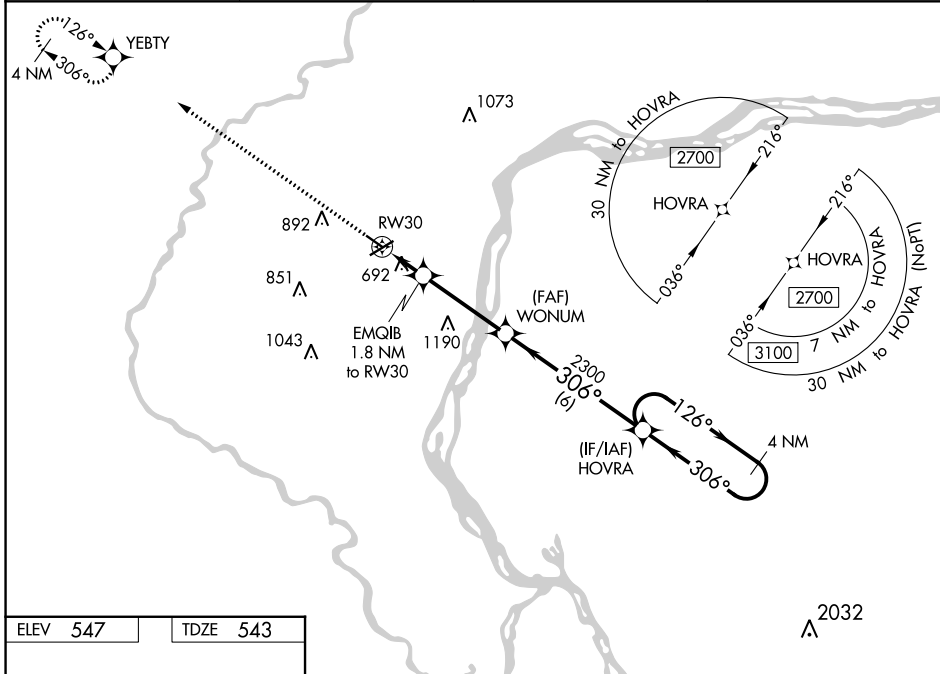 126°
YEBTY
306°
4 NM
1073
30 NM to HOVRA
2700
216°
HOVRA
036°
216°
HOVRA
2700
036°
3100
7 NM to HOVRA
30 NM to HOVRA (NoPT)
892
RW30
692
851
1043
EMQIB
1.8 NM
to RW30
1190
(FAF)
WONUM
2300
306°
(6)
(IF/IAF)
HOVRA
126°
4 NM
306°
2032
ELEV 547
TDZE 543